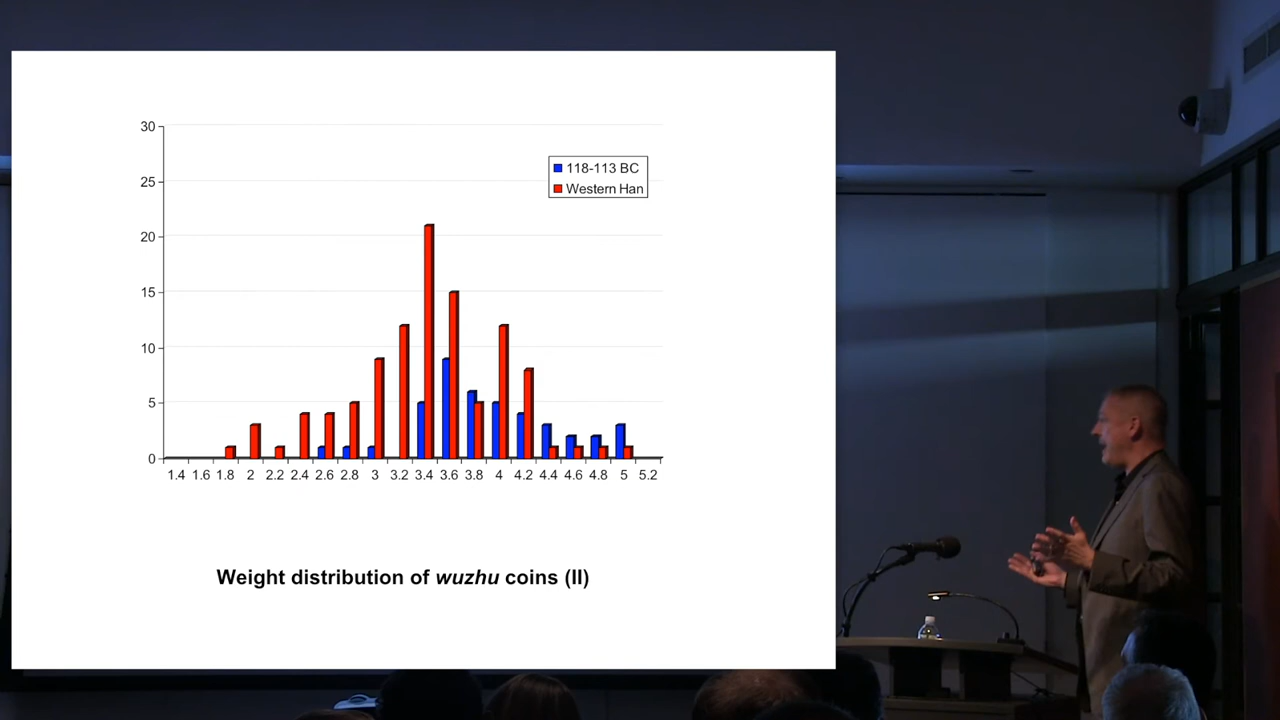 30
118-113 BC
25
Western Han
20
15
10
5
0
1.4 1.6 1.8 2 2.2 2.4 2.6 2.8 3 3.2 3.4 3.6 3.8 4 4.2 4.4 4.6 4.8 5 5.2
Weight distribution of wuzhu coins (II)